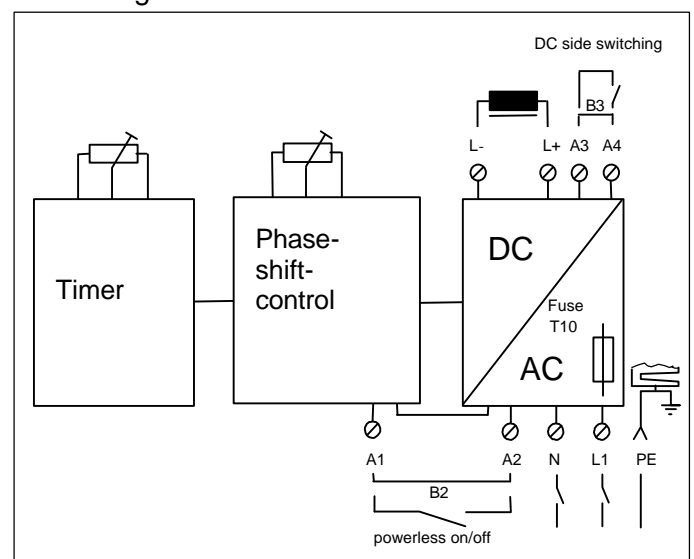 DC side switching
B3
L- L+ A3 A4
Timer
Phase-
shift-
control
DC
Fuse
T10
AC
A1 A2 N L1 PE
B2
powerless on/off